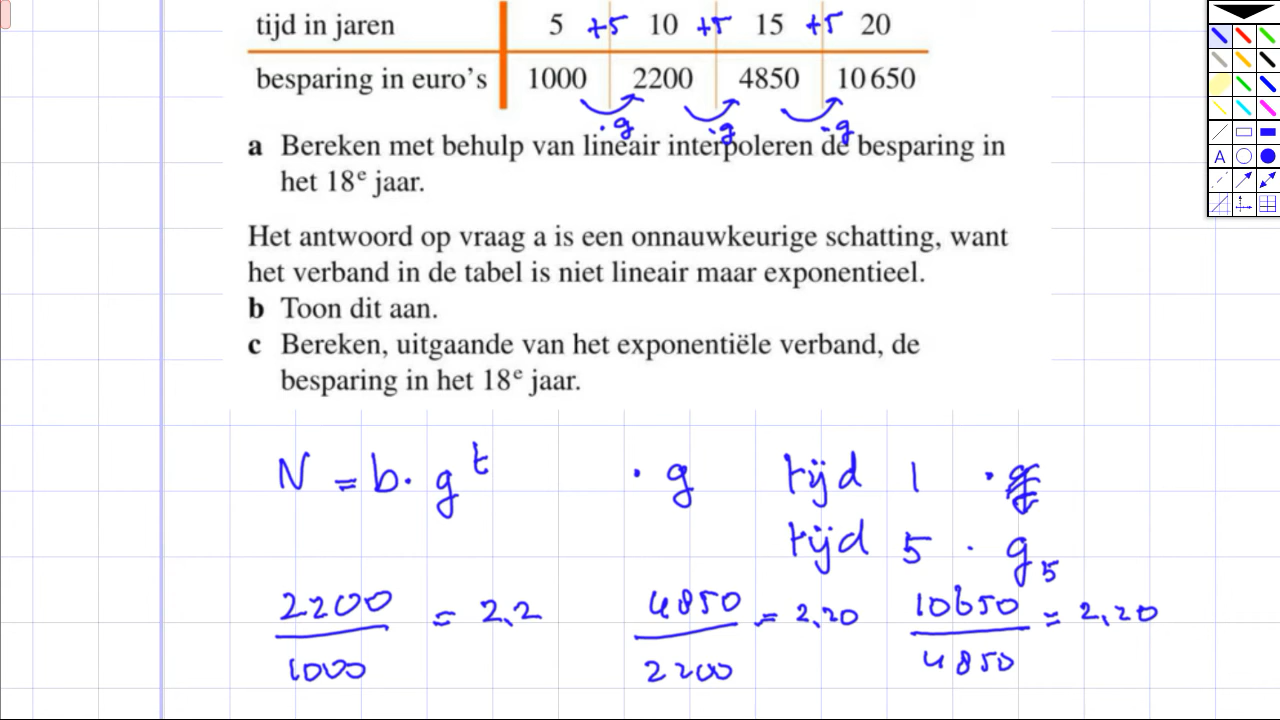 tijd in jaren 5 +5 10 +5 15 +5 20
besparing in euro's 1000 2200 4850 10 650
·g ·g ·g
a Bereken met behulp van lineair interpoleren de besparing in
het 18e jaar.
Het antwoord op vraag a is een onnauwkeurige schatting, want
het verband in de tabel is niet lineair maar exponentieel.
b Toon dit aan.
c Bereken, uitgaande van het exponentiële verband, de
besparing in het 18e jaar.
N = b · g^t · g tijd 1 ·
tijd 5 · g5
2200/1000 = 2,2 4850/2200 = 2,20 10650/4850 = 2,20
A